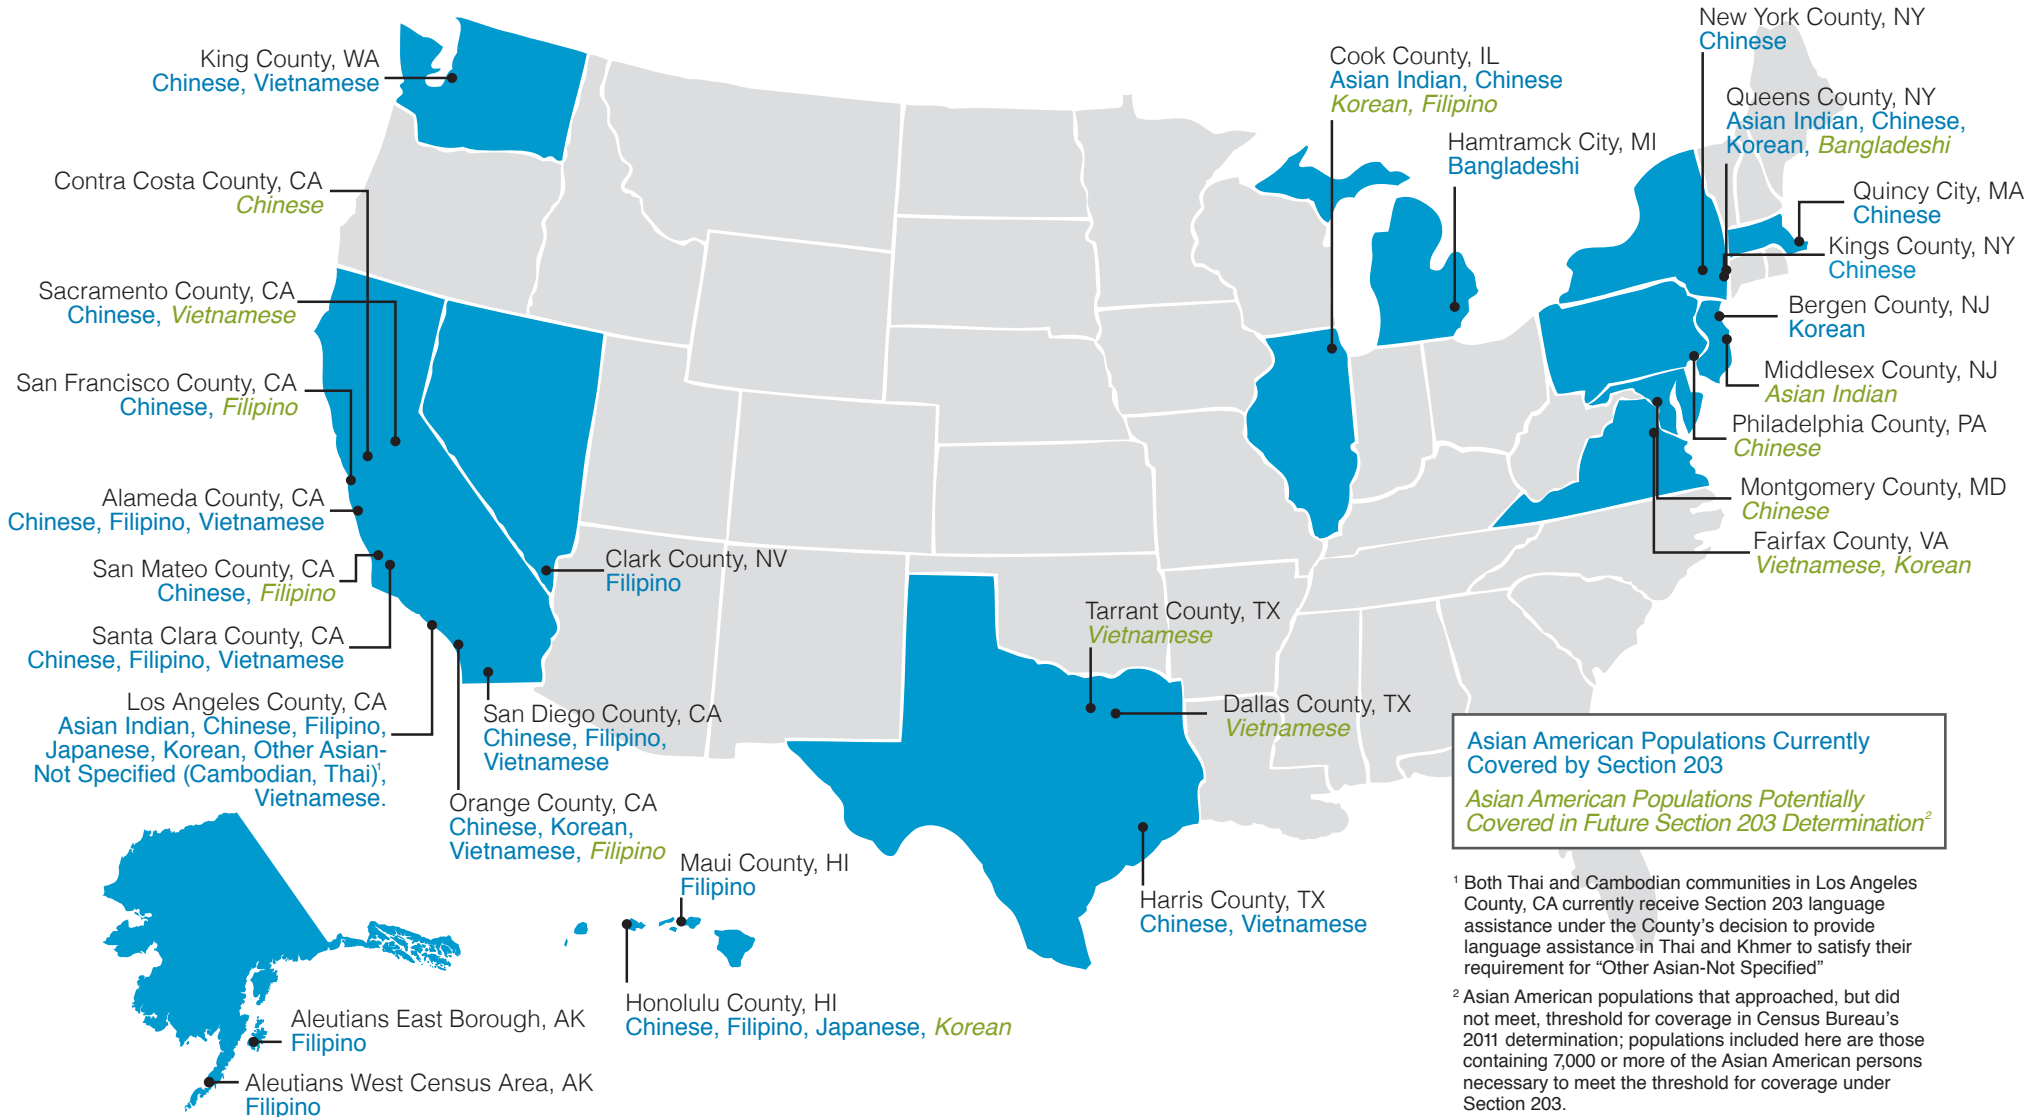 King County, WA
Chinese, Vietnamese
Contra Costa County, CA
Chinese
Sacramento County, CA
Chinese, Vietnamese
San Francisco County, CA
Chinese, Filipino
Alameda County, CA
Chinese, Filipino, Vietnamese
San Mateo County, CA
Chinese, Filipino
Santa Clara County, CA
Chinese, Filipino, Vietnamese
Los Angeles County, CA
Asian Indian, Chinese, Filipino,
Japanese, Korean, Other Asian-
Not Specified (Cambodian, Thai)¹,
Vietnamese.
Orange County, CA
Chinese, Korean,
Vietnamese, Filipino
San Diego County, CA
Chinese, Filipino,
Vietnamese
Clark County, NV
Filipino
Maui County, HI
Filipino
Honolulu County, HI
Chinese, Filipino, Japanese, Korean
Aleutians East Borough, AK
Filipino
Aleutians West Census Area, AK
Filipino
Tarrant County, TX
Vietnamese
Dallas County, TX
Vietnamese
Harris County, TX
Chinese, Vietnamese
Cook County, IL
Asian Indian, Chinese
Korean, Filipino
Hamtramck City, MI
Bangladeshi
New York County, NY
Chinese
Queens County, NY
Asian Indian, Chinese,
Korean, Bangladeshi
Quincy City, MA
Chinese
Kings County, NY
Chinese
Bergen County, NJ
Korean
Middlesex County, NJ
Asian Indian
Philadelphia County, PA
Chinese
Montgomery County, MD
Chinese
Fairfax County, VA
Vietnamese, Korean
Asian American Populations Currently
Covered by Section 203
Asian American Populations Potentially
Covered in Future Section 203 Determination²
¹ Both Thai and Cambodian communities in Los Angeles
County, CA currently receive Section 203 language
assistance under the County’s decision to provide
language assistance in Thai and Khmer to satisfy their
requirement for “Other Asian-Not Specified”
² Asian American populations that approached, but did
not meet, threshold for coverage in Census Bureau’s
2011 determination; populations included here are those
containing 7,000 or more of the Asian American persons
necessary to meet the threshold for coverage under
Section 203.